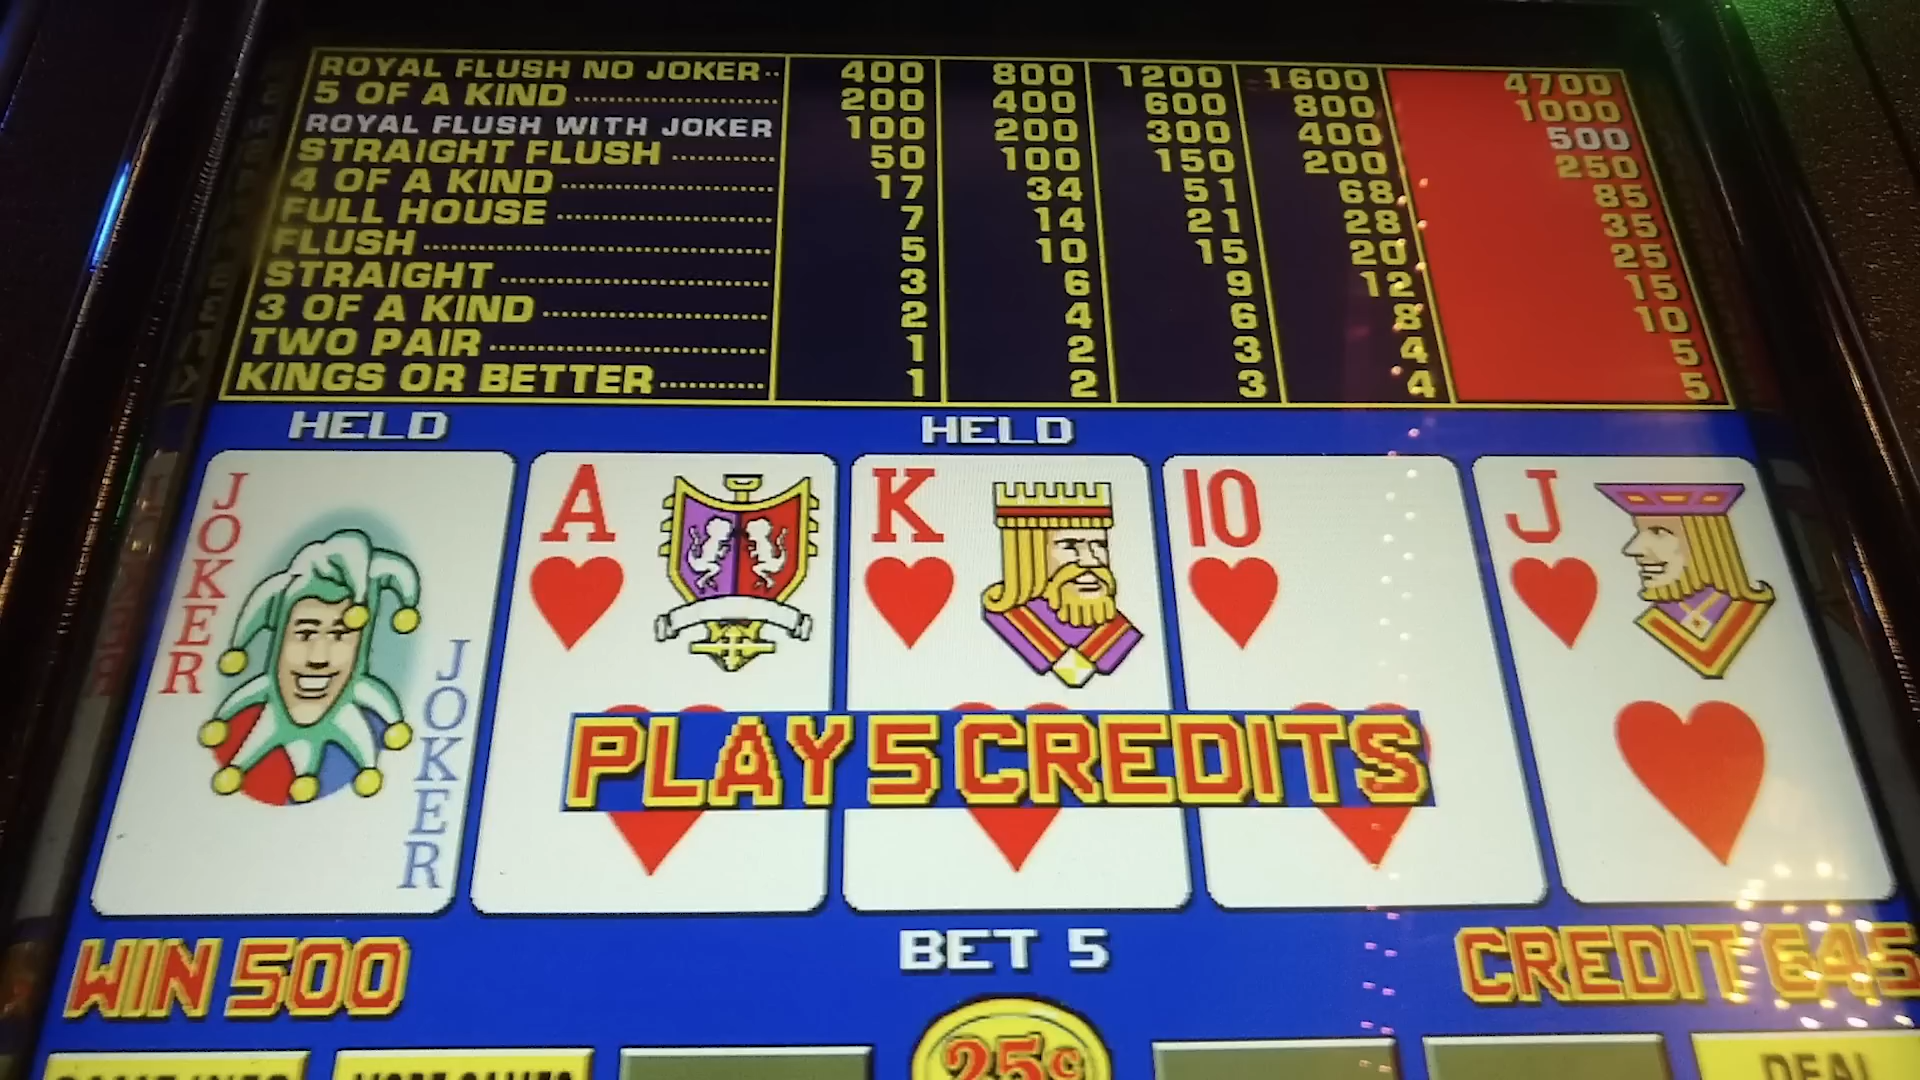 ROYAL FLUSH NO JOKER·· 400 800 1200 1600 4700
5 OF A KIND 200 400 600 800 1000
ROYAL FLUSH WITH JOKER 100 200 300 400 500
STRAIGHT FLUSH 50 100 150 200 250
4 OF A KIND 17 34 51 68 85
FULL HOUSE 7 14 21 28 35
FLUSH 5 10 15 20 25
STRAIGHT 3 6 9 12 15
3 OF A KIND 2 4 6 8 10
TWO PAIR 1 2 3 4 5
KINGS OR BETTER 1 2 3 4 5
HELD HELD
JOKER
A
K
10
J
JOKER
PLAY 5 CREDITS
WIN 500
BET 5
CREDIT 645
25¢
MORE GAMES
DEAL